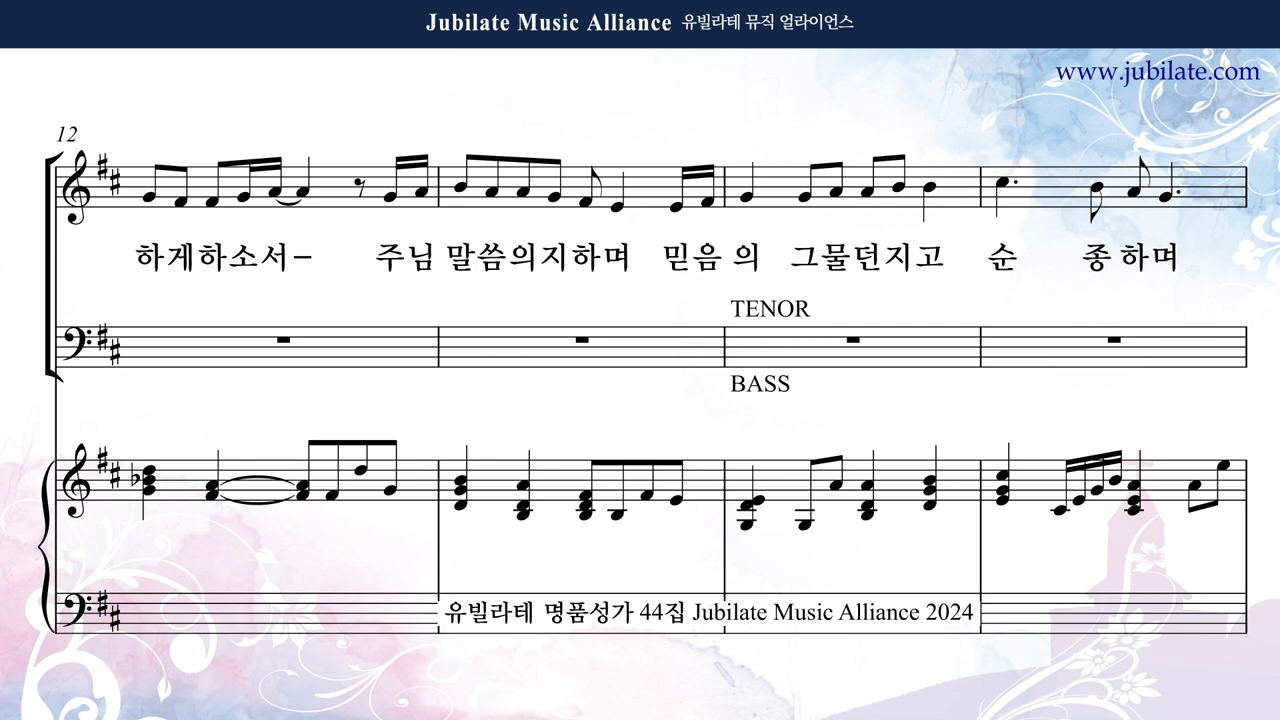 Jubilate Music Alliance 유빌라테 뮤직 얼라이언스
www.jubilate.com
12
하게하소서– 주님 말씀의지하며 믿음 의 그물던지고 순 종 하며
TENOR
BASS
유빌라테 명품성가 44집 Jubilate Music Alliance 2024